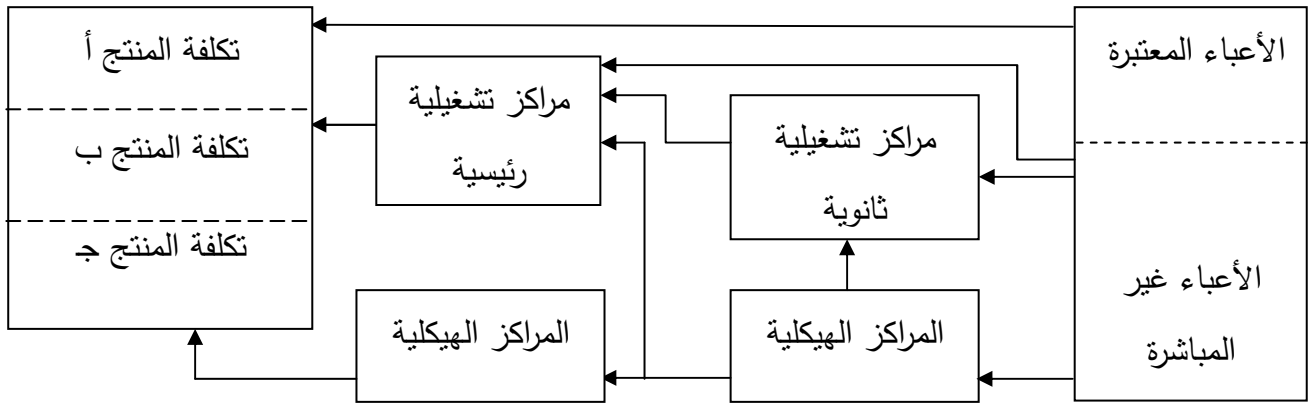 الأعباء المعتبرة
الأعباء غير
المباشرة
مراكز تشغيلية
ثانوية
المراكز الهيكلية
مراكز تشغيلية
رئيسية
المراكز الهيكلية
تكلفة المنتج أ
تكلفة المنتج ب
تكلفة المنتج جـ